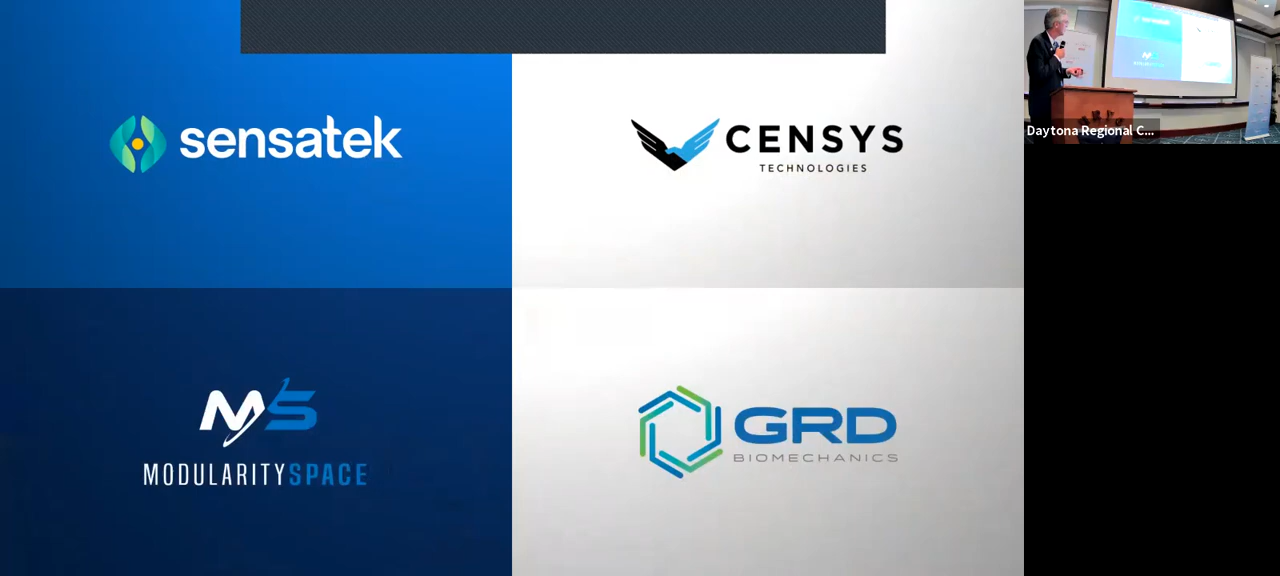 sensatek
CENSYS
TECHNOLOGIES
MS
MODULARITYSPACE
GRD
BIOMECHANICS
Daytona Regional C...